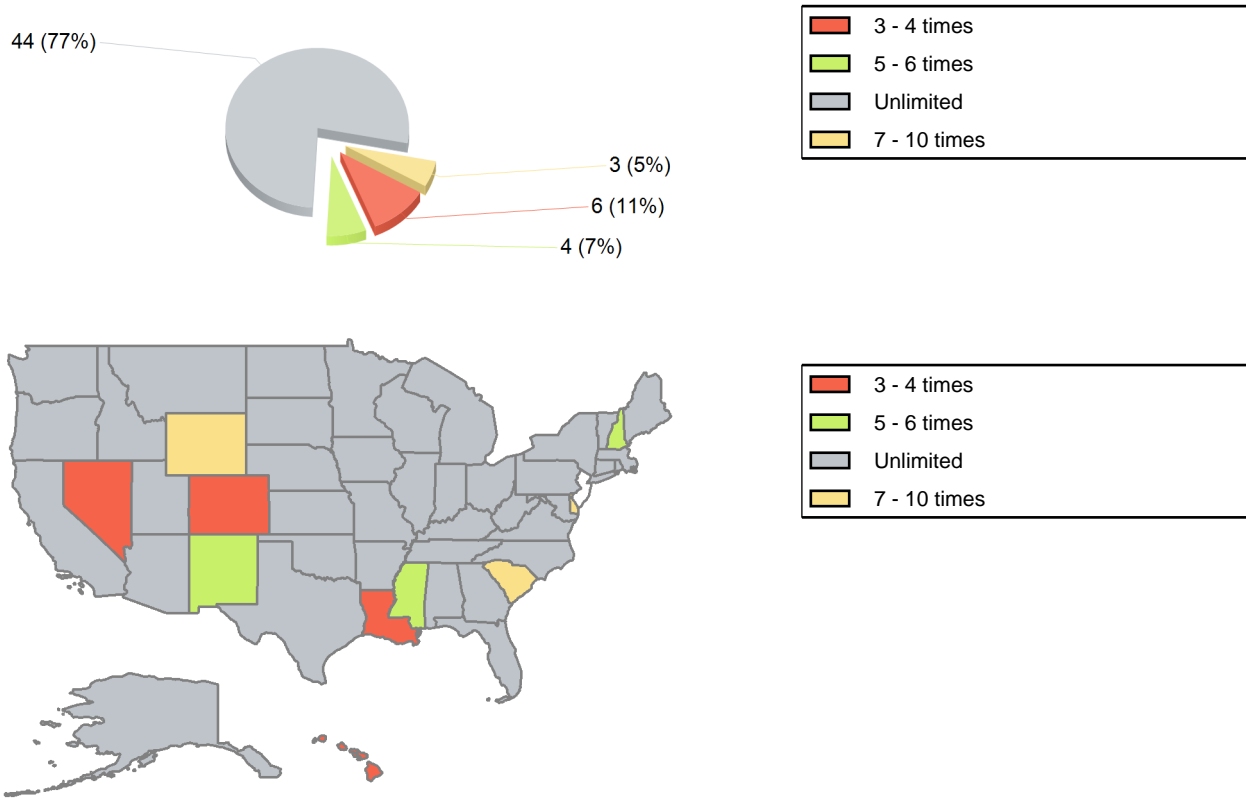 44 (77%)
3 (5%)
6 (11%)
4 (7%)
3 - 4 times
5 - 6 times
Unlimited
7 - 10 times
3 - 4 times
5 - 6 times
Unlimited
7 - 10 times